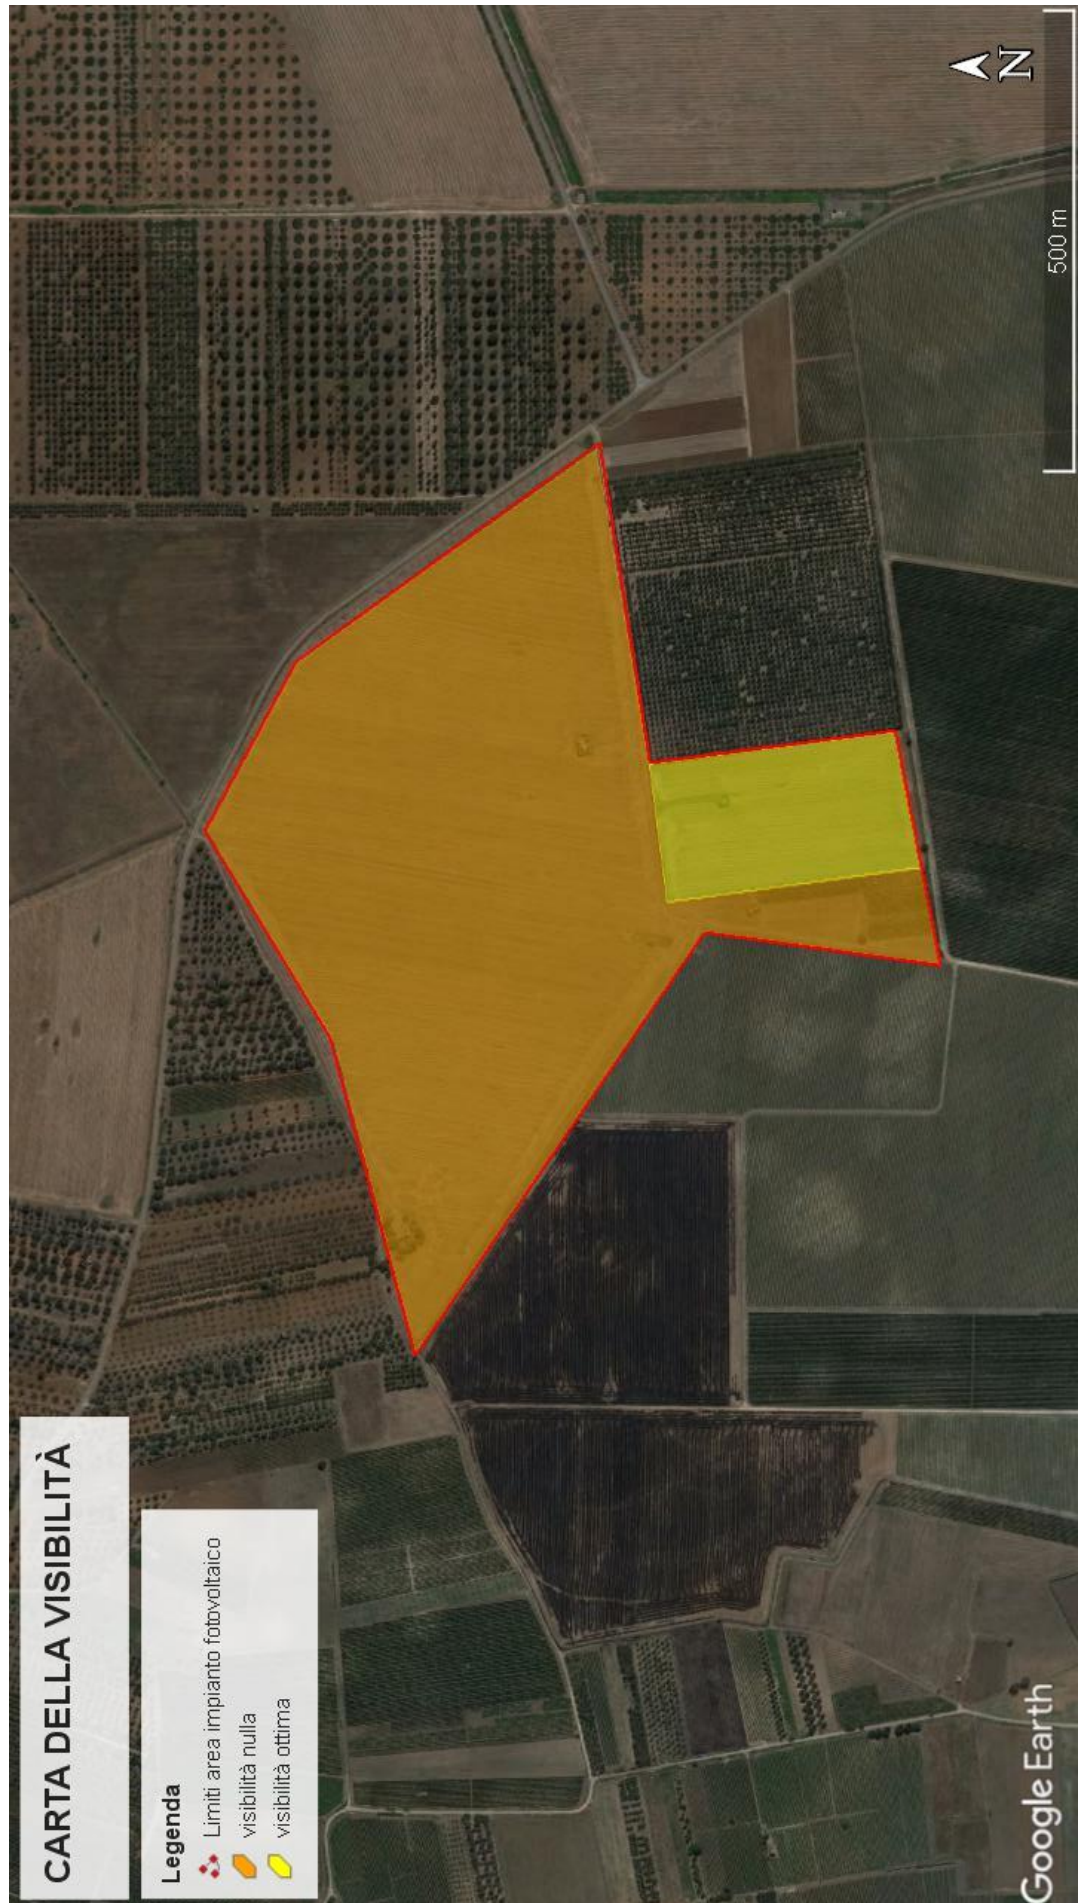 CARTA DELLA VISIBILITÀ
Legenda
Limiti area impianto fotovoltaico
visibilità nulla
visibilità ottima
N
500 m
Google Earth